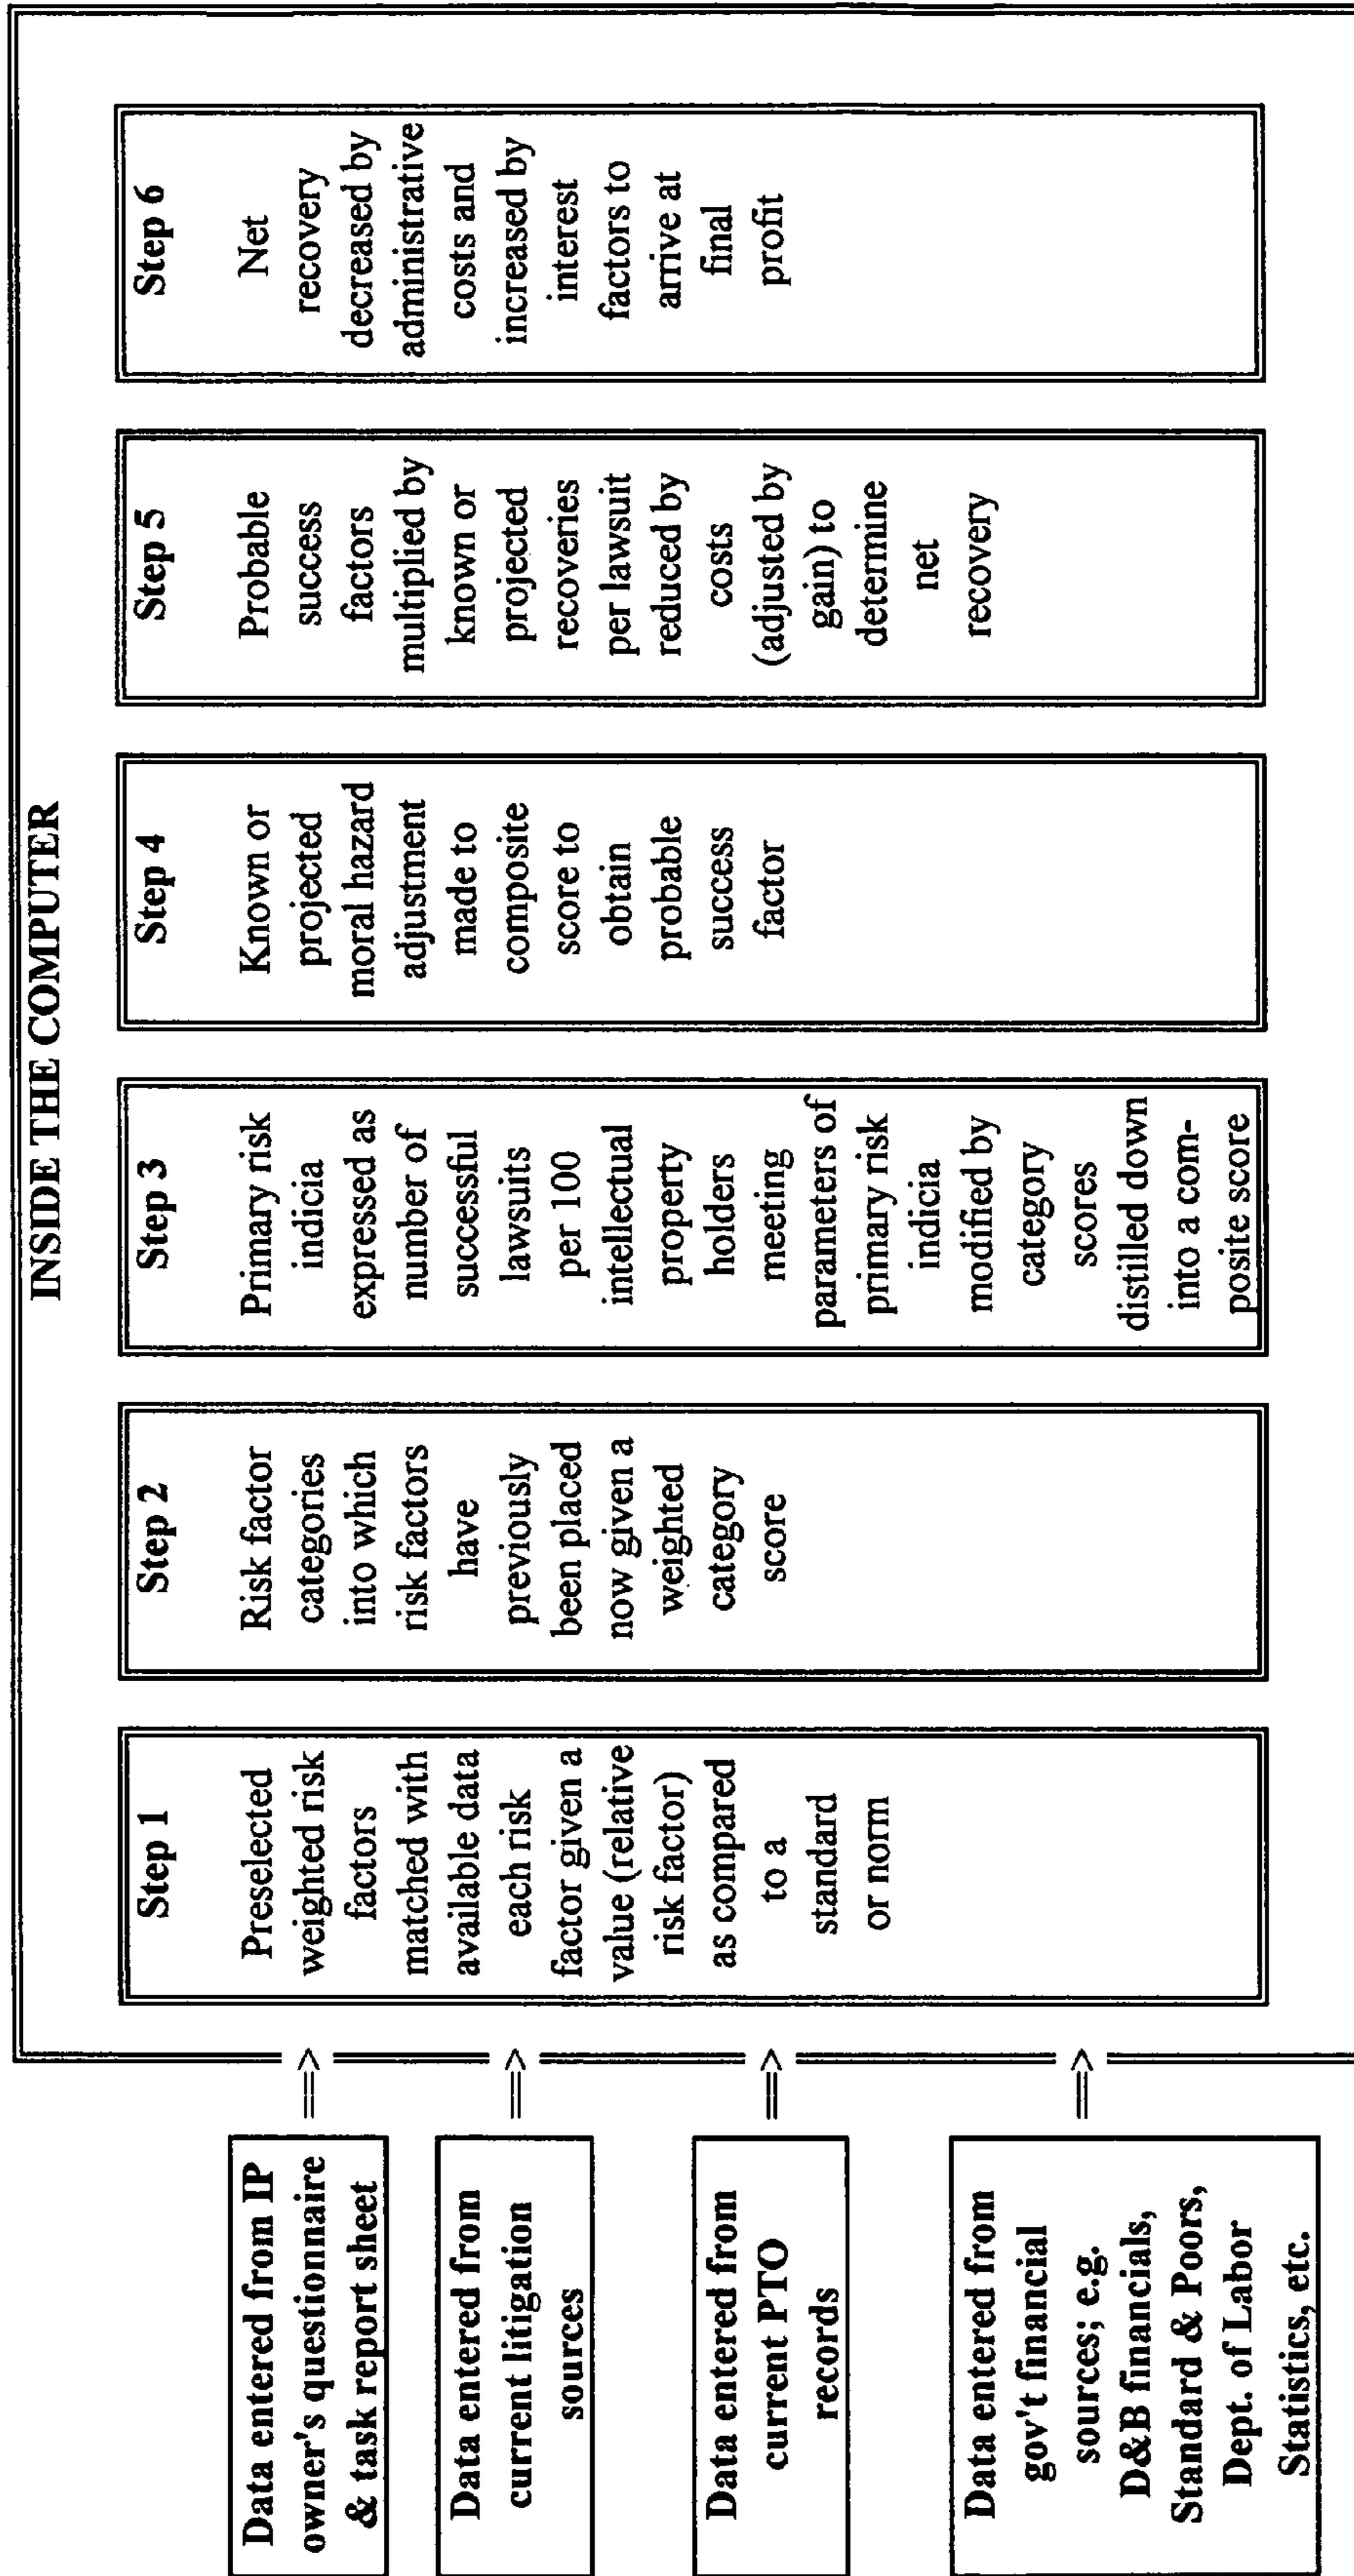 INSIDE THE COMPUTER
Data entered from IP
owner's questionnaire
& task report sheet
Data entered from
current litigation
sources
Data entered from
current PTO
records
Data entered from
gov't financial
sources; e.g.
D&B financials,
Standard & Poors,
Dept. of Labor
Statistics, etc.
Step 1
Preselected
weighted risk
factors
matched with
available data
each risk
factor given a
value (relative
risk factor)
as compared
to a
standard
or norm
Step 2
Risk factor
categories
into which
risk factors
have
previously
been placed
now given a
weighted
category
score
Step 3
Primary risk
indicia
expressed as
number of
successful
lawsuits
per 100
intellectual
property
holders
meeting
parameters of
primary risk
indicia
modified by
category
scores
distilled down
into a com-
posite score
Step 4
Known or
projected
moral hazard
adjustment
made to
composite
score to
obtain
probable
success
factor
Step 5
Probable
success
factors
multiplied by
known or
projected
recoveries
per lawsuit
reduced by
costs
(adjusted by
gain) to
determine
net
recovery
Step 6
Net
recovery
decreased by
administrative
costs and
increased by
interest
factors to
arrive at
final
profit